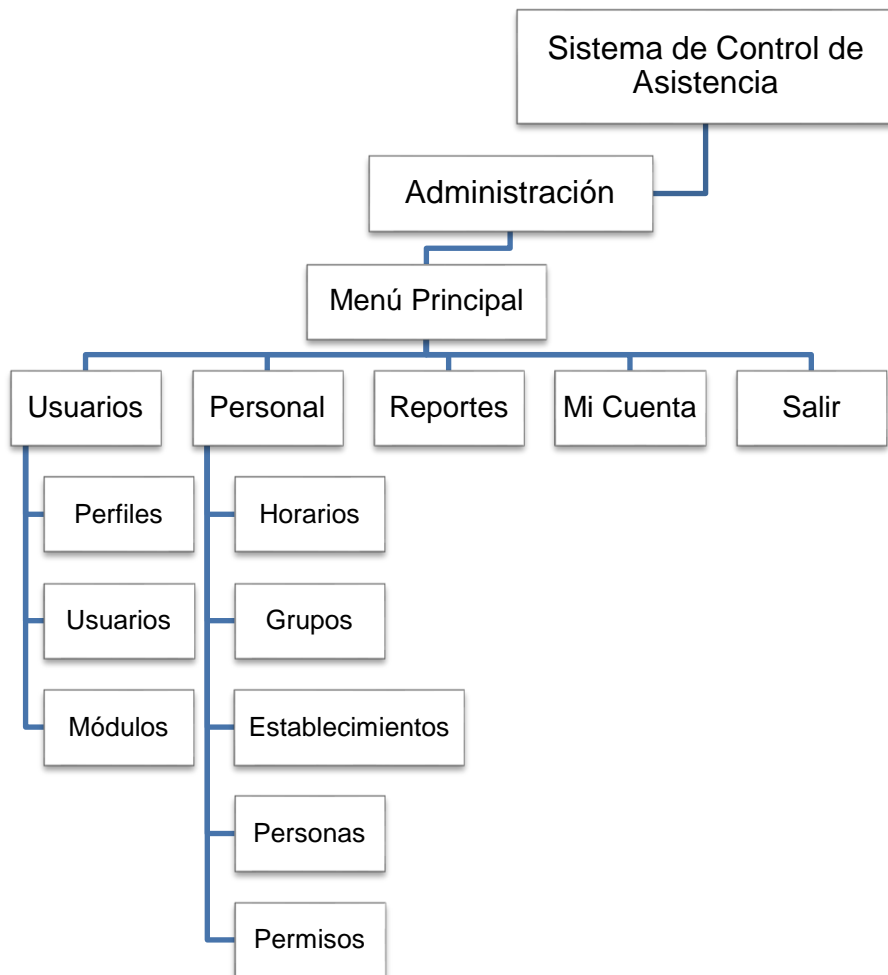 Sistema de Control de
Asistencia
Administración
Menú Principal
Usuarios
Personal
Reportes
Mi Cuenta
Salir
Perfiles
Usuarios
Módulos
Horarios
Grupos
Establecimientos
Personas
Permisos